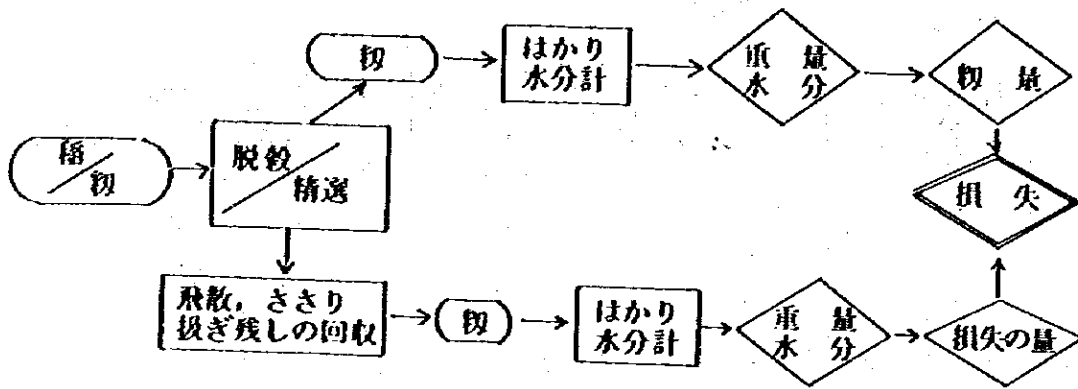 籾
はかり
水分計
重量
水分
籾量
稲
籾
脱穀
精選
損失
飛散，ささり
扱ぎ残しの回収
籾
はかり
水分計
重量
水分
損失の量